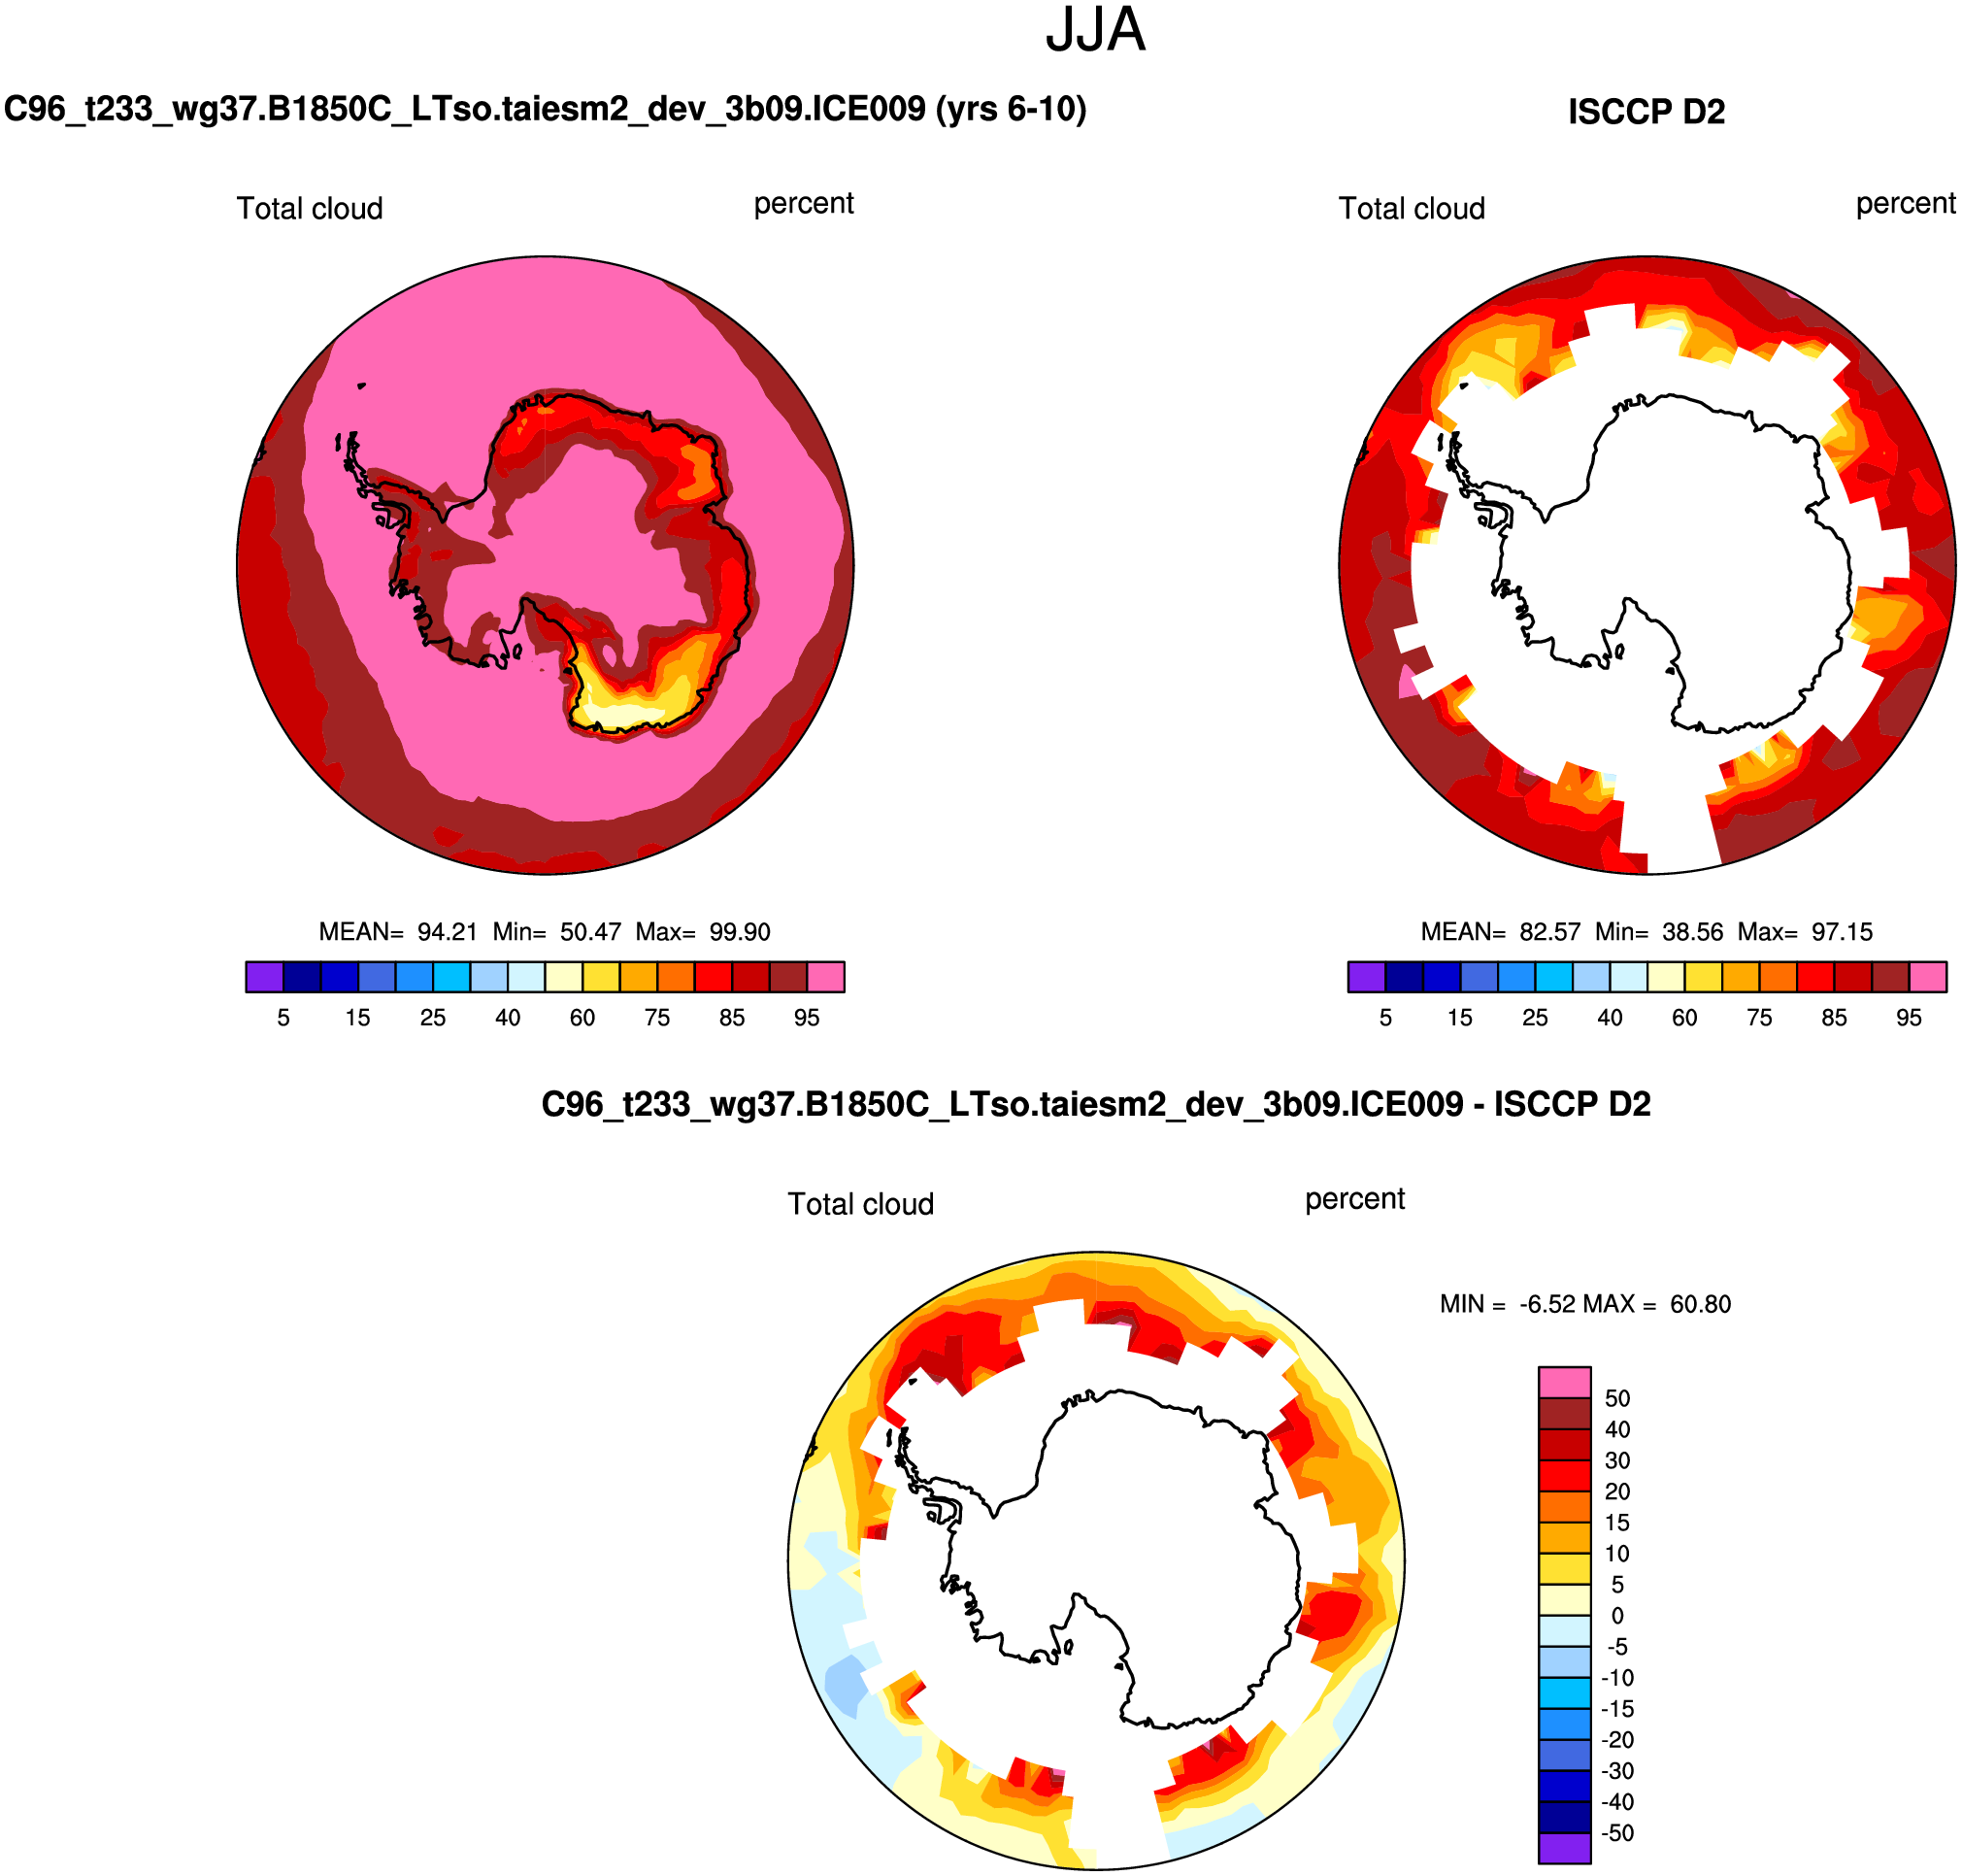 JJA
C96_t233_wg37.B1850C_LTso.taiesm2_dev_3b09.ICE009 (yrs 6-10)
ISCCP D2
Total cloud percent
Total cloud percent
MEAN= 94.21 Min= 50.47 Max= 99.90
MEAN= 82.57 Min= 38.56 Max= 97.15
5 15 25 40 60 75 85 95
5 15 25 40 60 75 85 95
C96_t233_wg37.B1850C_LTso.taiesm2_dev_3b09.ICE009 - ISCCP D2
Total cloud percent
MIN = -6.52 MAX = 60.80
50
40
30
20
15
10
5
0
-5
-10
-15
-20
-30
-40
-50